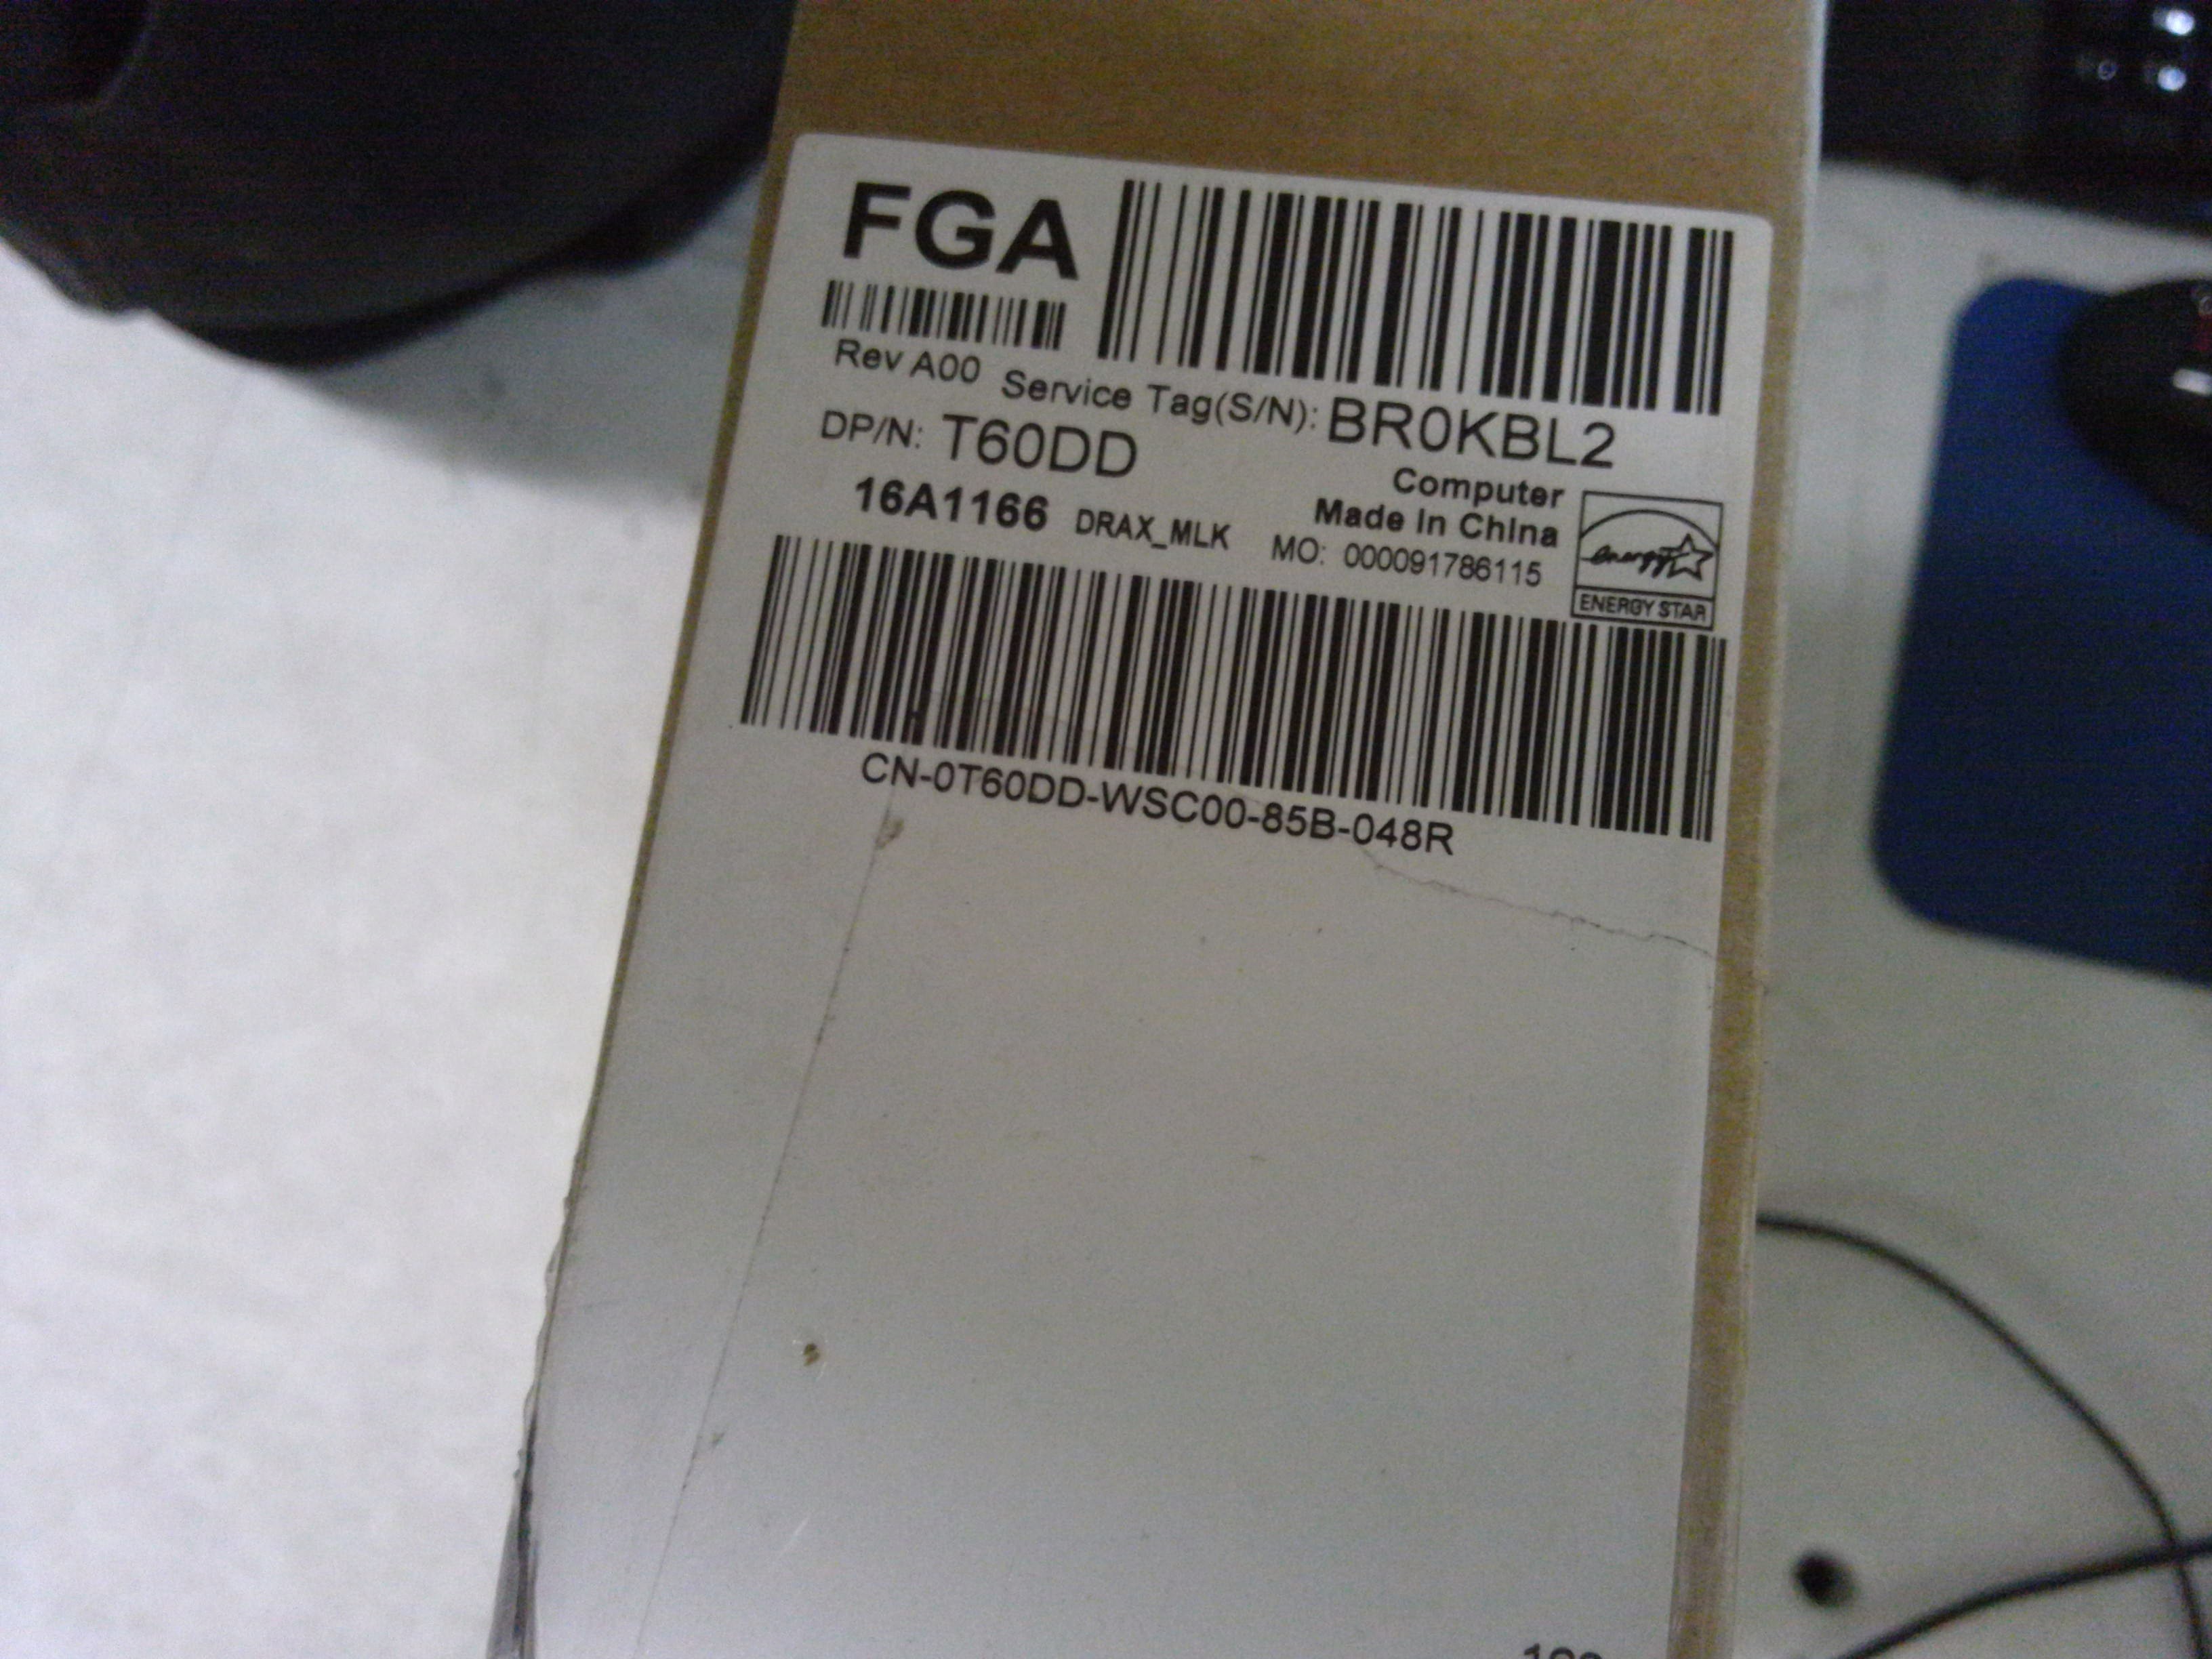 FGA
Rev A00 Service Tag(S/N): BR0KBL2
DP/N: T60DD
Computer
16A1166 DRAX_MLK Made In China
MO: 000091786115
energy
ENERGY STAR
CN-0T60DD-WSC00-85B-048R